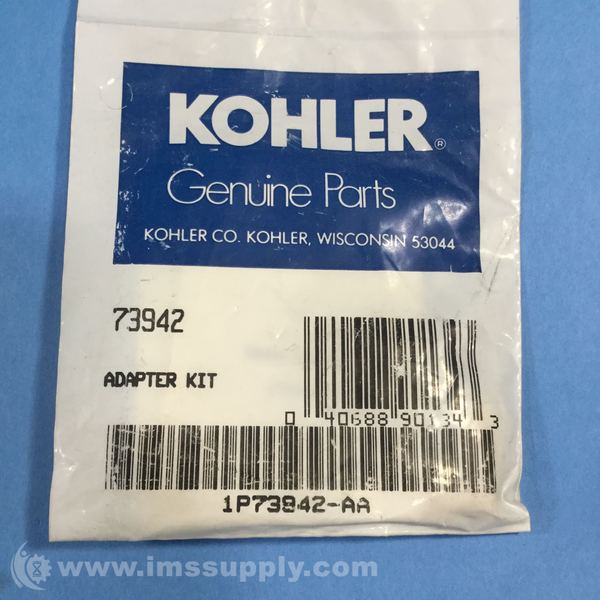 KOHLER®
Genuine Parts
KOHLER CO. KOHLER, WISCONSIN 53044
73942
ADAPTER KIT
0 40688 90134 3
1P73942-AA
www.imssupply.com